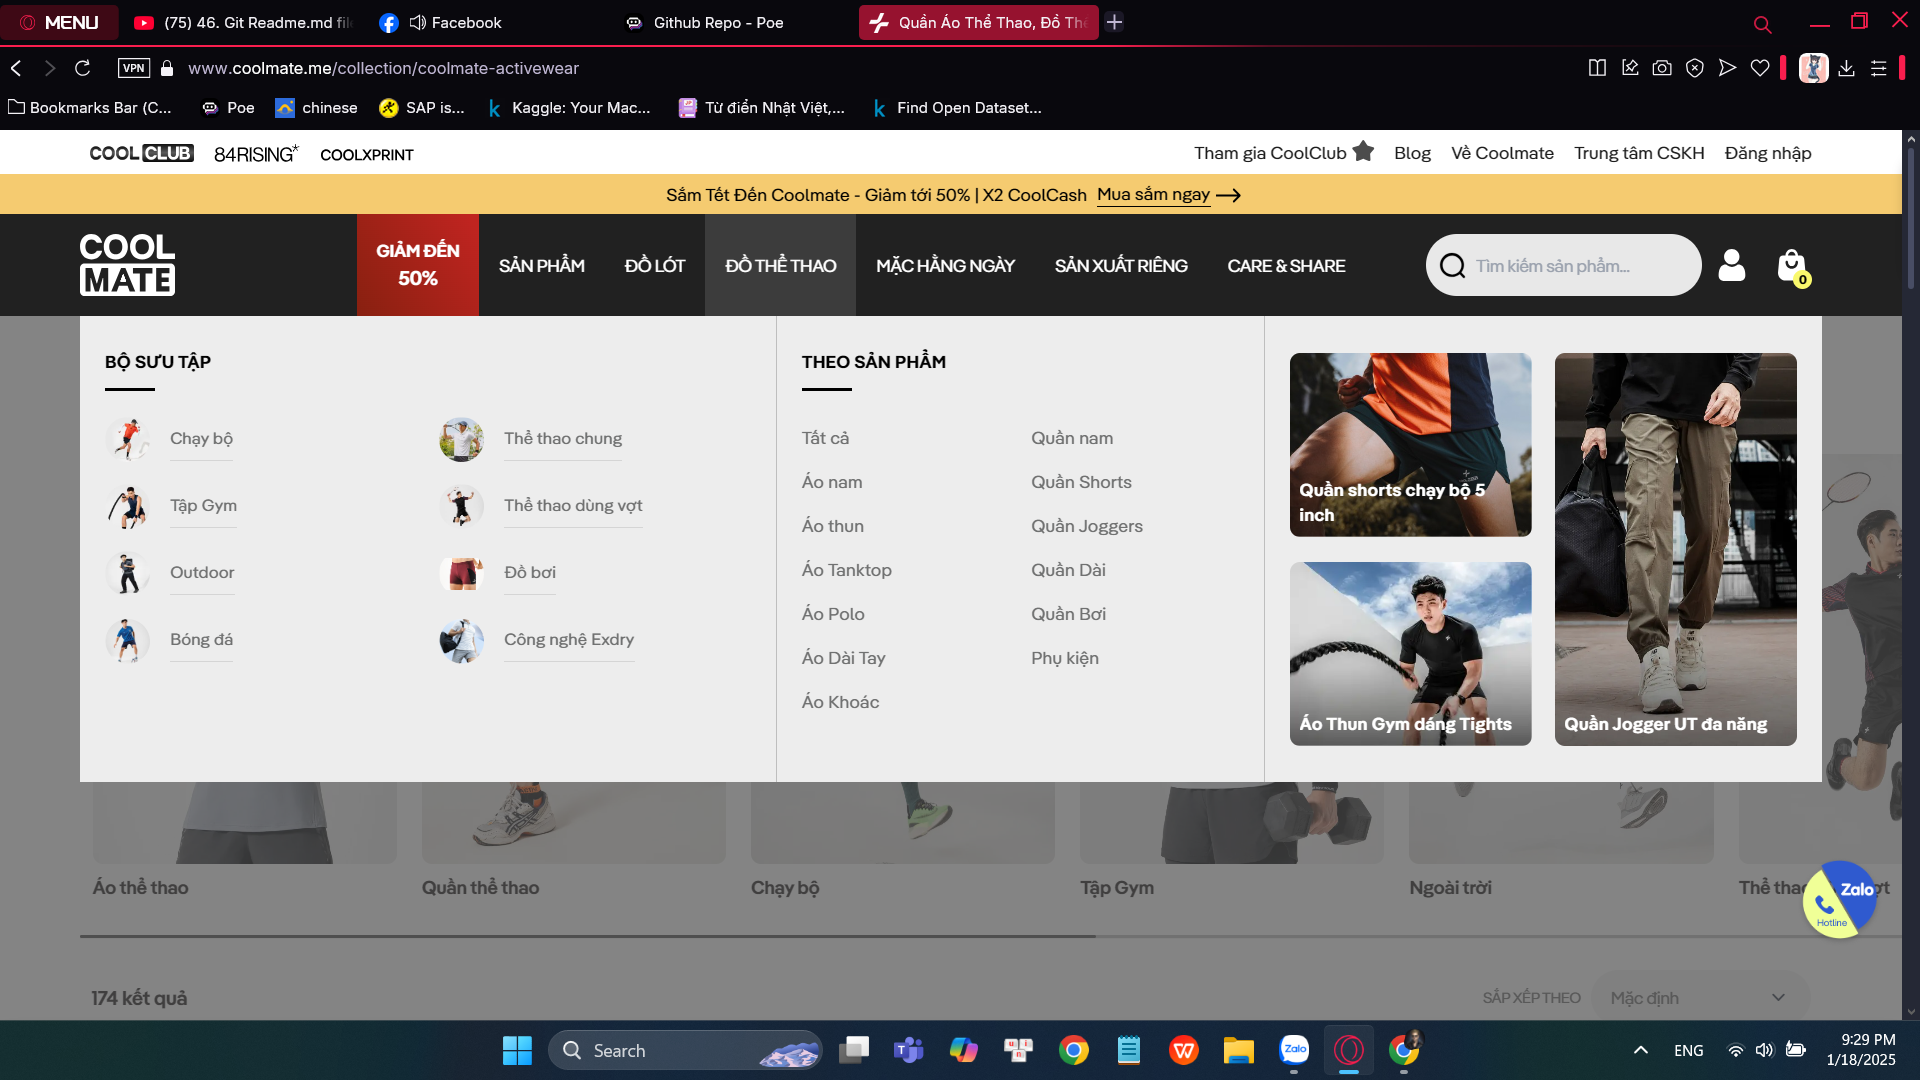 MENU
(75) 46. Git Readme.md file
Facebook
Github Repo - Poe
Quần Áo Thể Thao, Đồ Thể
VPN
www.coolmate.me/collection/coolmate-activewear
Bookmarks Bar (C...
Poe
chinese
SAP is...
Kaggle: Your Mac...
Từ điển Nhật Việt,...
Find Open Dataset...
COOLCLUB
84RISING*
COOLXPRINT
Tham gia CoolClub
Blog
Về Coolmate
Trung tâm CSKH
Đăng nhập
Sắm Tết Đến Coolmate - Giảm tới 50% | X2 CoolCash Mua sắm ngay
COOL
MATE
GIẢM ĐẾN
50%
SẢN PHẨM
ĐỒ LÓT
ĐỒ THỂ THAO
MẶC HẰNG NGÀY
SẢN XUẤT RIÊNG
CARE & SHARE
Tìm kiếm sản phẩm...
0
BỘ SƯU TẬP
Chạy bộ
Tập Gym
Outdoor
Bóng đá
Thể thao chung
Thể thao dùng vợt
Đồ bơi
Công nghệ Exdry
THEO SẢN PHẨM
Tất cả
Áo nam
Áo thun
Áo Tanktop
Áo Polo
Áo Dài Tay
Áo Khoác
Quần nam
Quần Shorts
Quần Joggers
Quần Dài
Quần Bơi
Phụ kiện
Quần shorts chạy bộ 5
inch
Áo Thun Gym dáng Tights
Quần Jogger UT đa năng
Áo thể thao
Quần thể thao
Chạy bộ
Tập Gym
Ngoài trời
Thể thao
Zalo
Hotline
174 kết quả
SẮP XẾP THEO
Mặc định
Search
Zalo
ENG
9:29 PM
1/18/2025